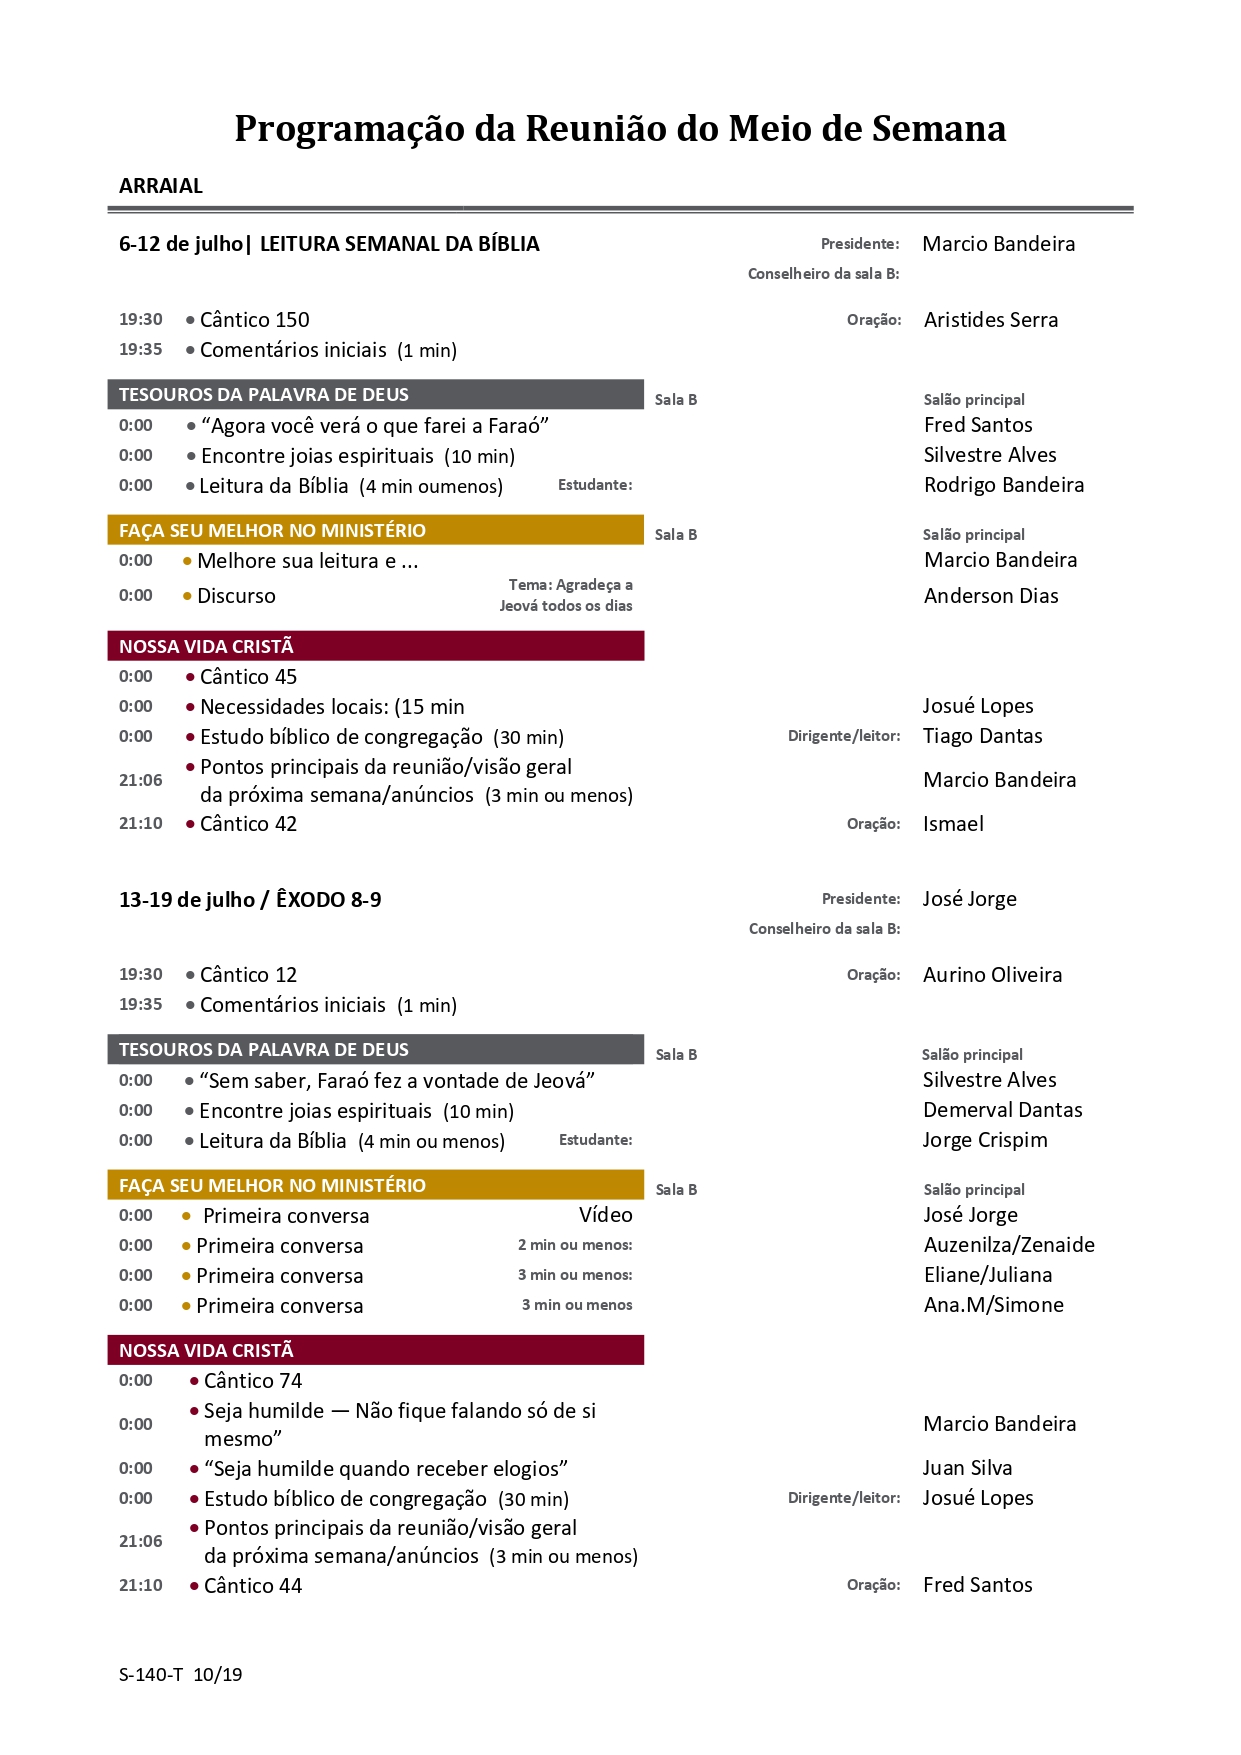 Programação da Reunião do Meio de Semana
ARRAIAL
6-12 de julho| LEITURA SEMANAL DA BÍBLIA Presidente: Marcio Bandeira
Conselheiro da sala B:
19:30 • Cântico 150 Oração: Aristides Serra
19:35 • Comentários iniciais (1 min)
TESOUROS DA PALAVRA DE DEUS Sala B Salão principal
0:00 • “Agora você verá o que farei a Faraó” Fred Santos
0:00 • Encontre joias espirituais (10 min) Silvestre Alves
0:00 • Leitura da Bíblia (4 min oumenos) Estudante: Rodrigo Bandeira
FAÇA SEU MELHOR NO MINISTÉRIO Sala B Salão principal
0:00 • Melhore sua leitura e ... Marcio Bandeira
0:00 • Discurso Tema: Agradeça a
Jeová todos os dias Anderson Dias
NOSSA VIDA CRISTÃ
0:00 • Cântico 45
0:00 • Necessidades locais: (15 min Josué Lopes
0:00 • Estudo bíblico de congregação (30 min) Dirigente/leitor: Tiago Dantas
21:06 • Pontos principais da reunião/visão geral
da próxima semana/anúncios (3 min ou menos) Marcio Bandeira
21:10 • Cântico 42 Oração: Ismael
13-19 de julho / ÊXODO 8-9 Presidente: José Jorge
Conselheiro da sala B:
19:30 • Cântico 12 Oração: Aurino Oliveira
19:35 • Comentários iniciais (1 min)
TESOUROS DA PALAVRA DE DEUS Sala B Salão principal
0:00 • “Sem saber, Faraó fez a vontade de Jeová” Silvestre Alves
0:00 • Encontre joias espirituais (10 min) Demerval Dantas
0:00 • Leitura da Bíblia (4 min ou menos) Estudante: Jorge Crispim
FAÇA SEU MELHOR NO MINISTÉRIO Sala B Salão principal
0:00 • Primeira conversa Vídeo José Jorge
0:00 • Primeira conversa 2 min ou menos: Auzenilza/Zenaide
0:00 • Primeira conversa 3 min ou menos: Eliane/Juliana
0:00 • Primeira conversa 3 min ou menos Ana.M/Simone
NOSSA VIDA CRISTÃ
0:00 • Cântico 74
0:00 • Seja humilde — Não fique falando só de si
mesmo” Marcio Bandeira
0:00 • “Seja humilde quando receber elogios” Juan Silva
0:00 • Estudo bíblico de congregação (30 min) Dirigente/leitor: Josué Lopes
21:06 • Pontos principais da reunião/visão geral
da próxima semana/anúncios (3 min ou menos)
21:10 • Cântico 44 Oração: Fred Santos
S-140-T 10/19